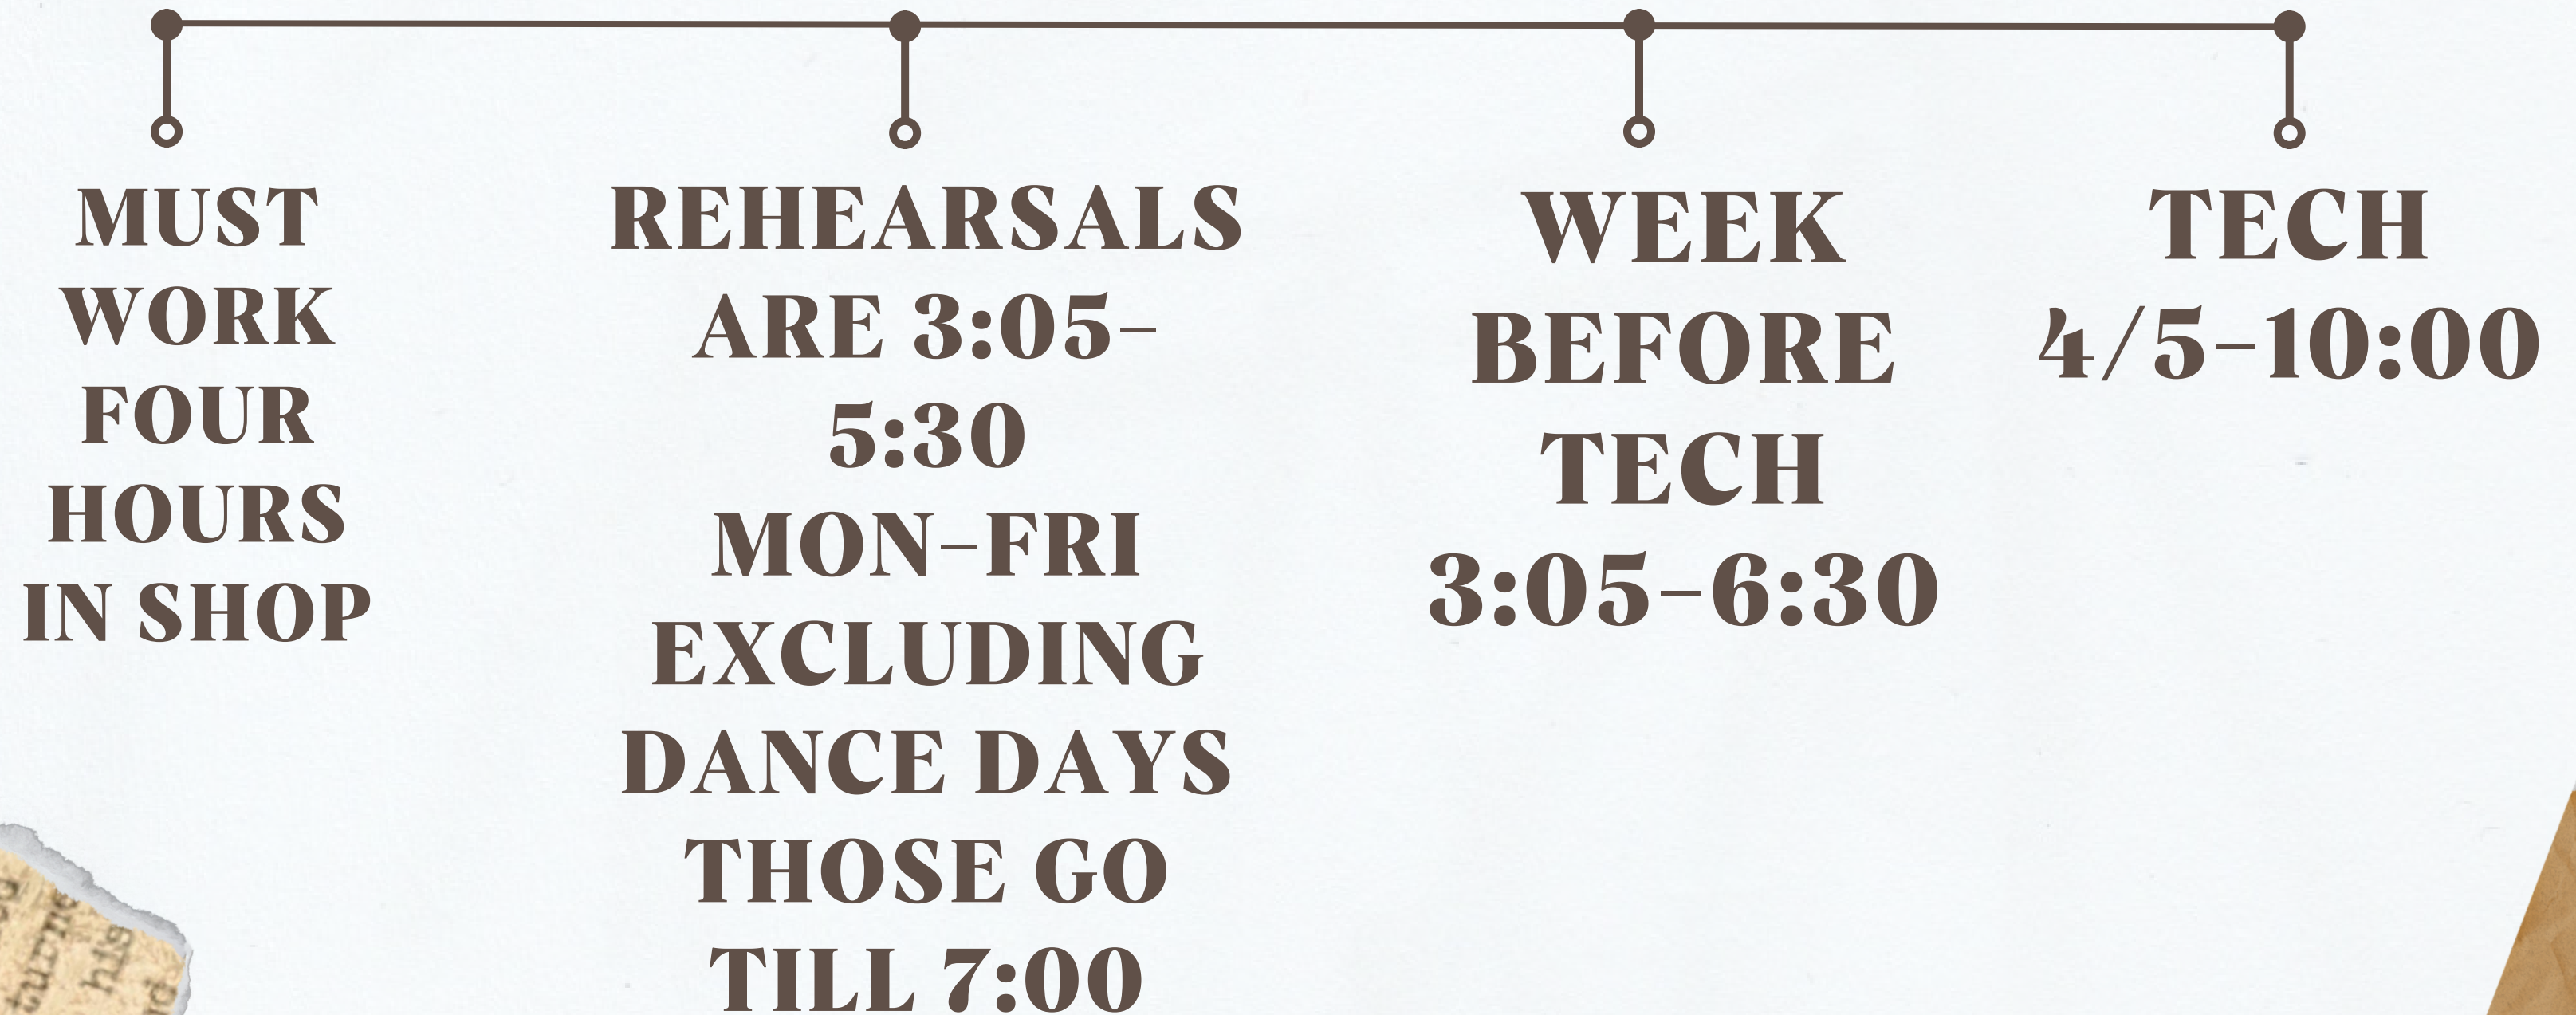 MUST
WORK
FOUR
HOURS
IN SHOP
REHEARSALS
ARE 3:05-
5:30
MON-FRI
EXCLUDING
DANCE DAYS
THOSE GO
TILL 7:00
WEEK
BEFORE
TECH
3:05-6:30
TECH
4/5-10:00
his